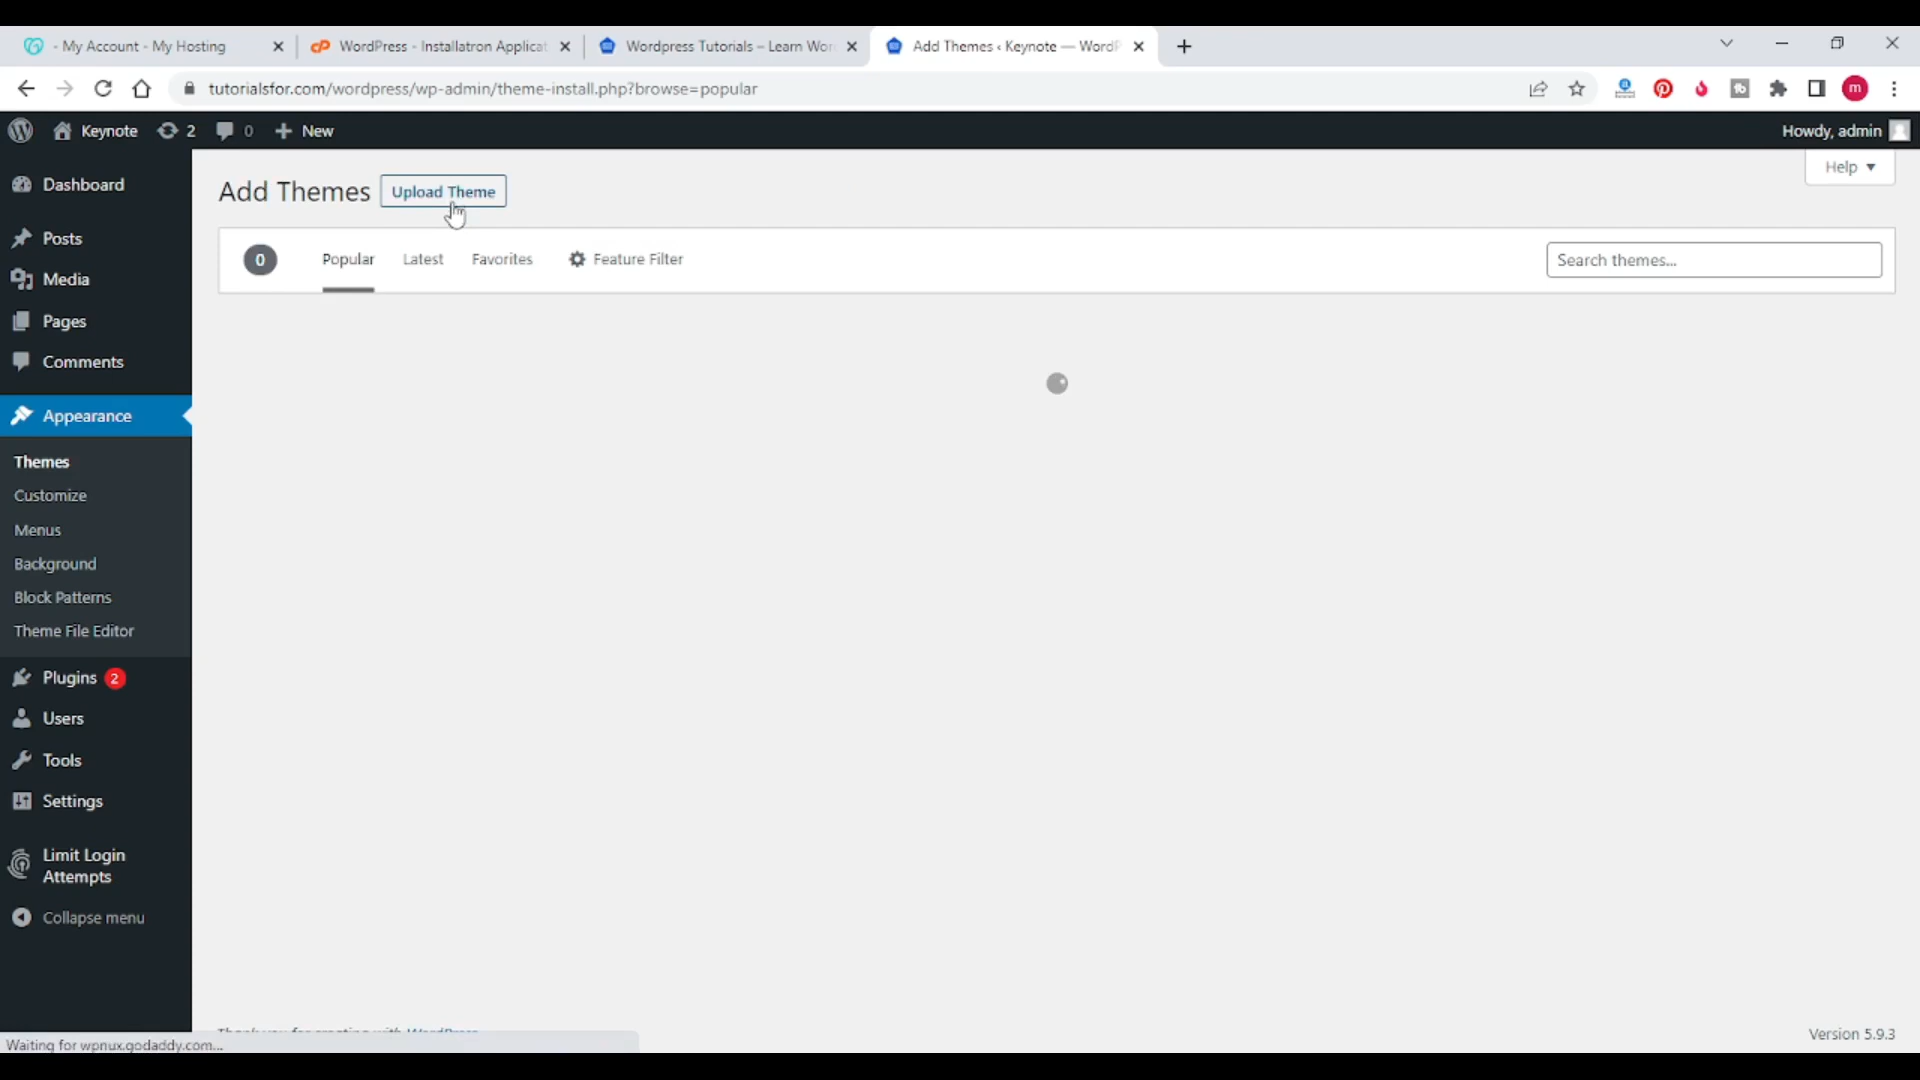 - My Account - My Hosting
WordPress - Installatron Applicat
Wordpress Tutorials – Learn Wor
Add Themes ‹ Keynote — WordP
tutorialsfor.com/wordpress/wp-admin/theme-install.php?browse=popular
m
Keynote
2
0
New
Howdy, admin
Help
Dashboard
Add Themes
Upload Theme
Posts
0
Popular
Latest
Favorites
Feature Filter
Search themes...
Media
Pages
Comments
Appearance
Themes
Customize
Menus
Background
Block Patterns
Theme File Editor
Plugins 2
Users
Tools
Settings
Limit Login
Attempts
Collapse menu
Version 5.9.3
Waiting for wpnux.godaddy.com...